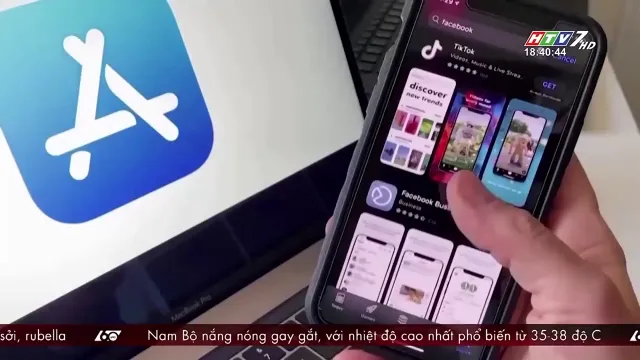 facebook
Cancel
HTV7 HD
18:40:44
TikTok
Videos, Music & Live Strea...
GET
discover
new trends
Facebook Busi
Business
MacBook Pro
sởi, rubella 60 Nam Bộ nắng nóng gay gắt, với nhiệt độ cao nhất phổ biến từ 35-38 độ C